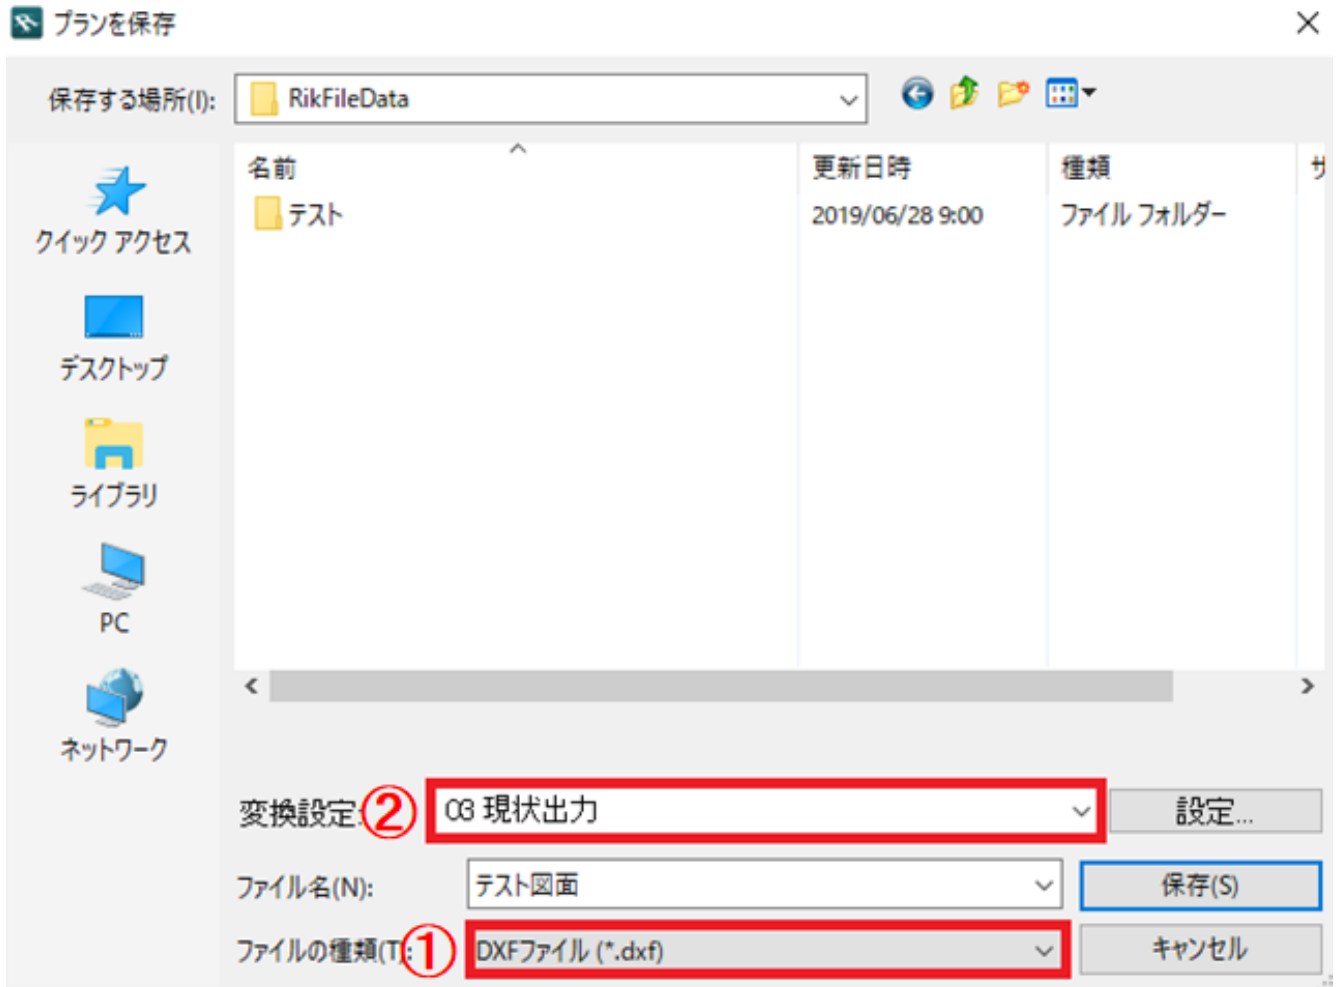 プランを保存
保存する場所(I): RikFileData
名前 更新日時 種類 サ
テスト 2019/06/28 9:00 ファイル フォルダー
クイック アクセス
デスクトップ
ライブラリ
PC
ネットワーク
変換設定: ② 03 現状出力 設定...
ファイル名(N): テスト図面 保存(S)
ファイルの種類(T): ① DXFファイル (*.dxf) キャンセル